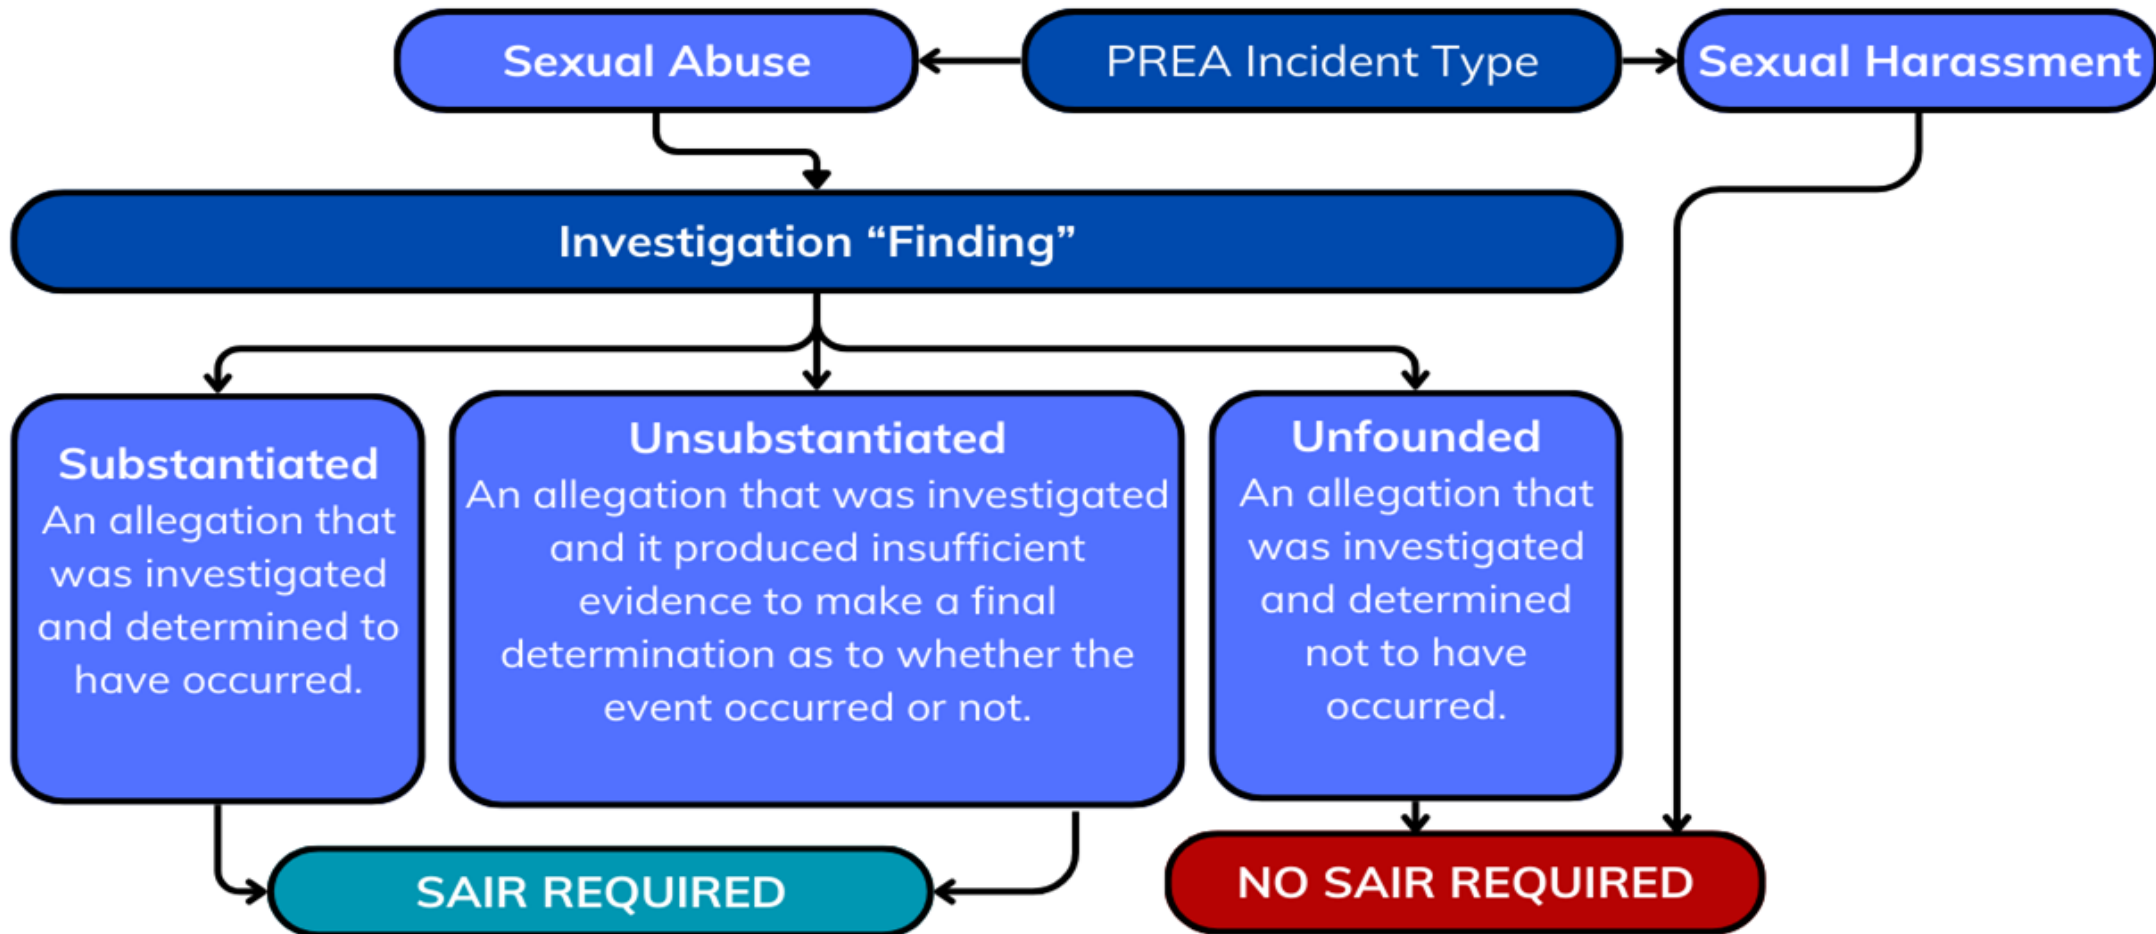 Sexual Abuse
PREA Incident Type
Sexual Harassment
Investigation “Finding”
Substantiated
An allegation that
was investigated
and determined to
have occurred.
Unsubstantiated
An allegation that was investigated
and it produced insufficient
evidence to make a final
determination as to whether the
event occurred or not.
Unfounded
An allegation that
was investigated
and determined
not to have
occurred.
SAIR REQUIRED
NO SAIR REQUIRED